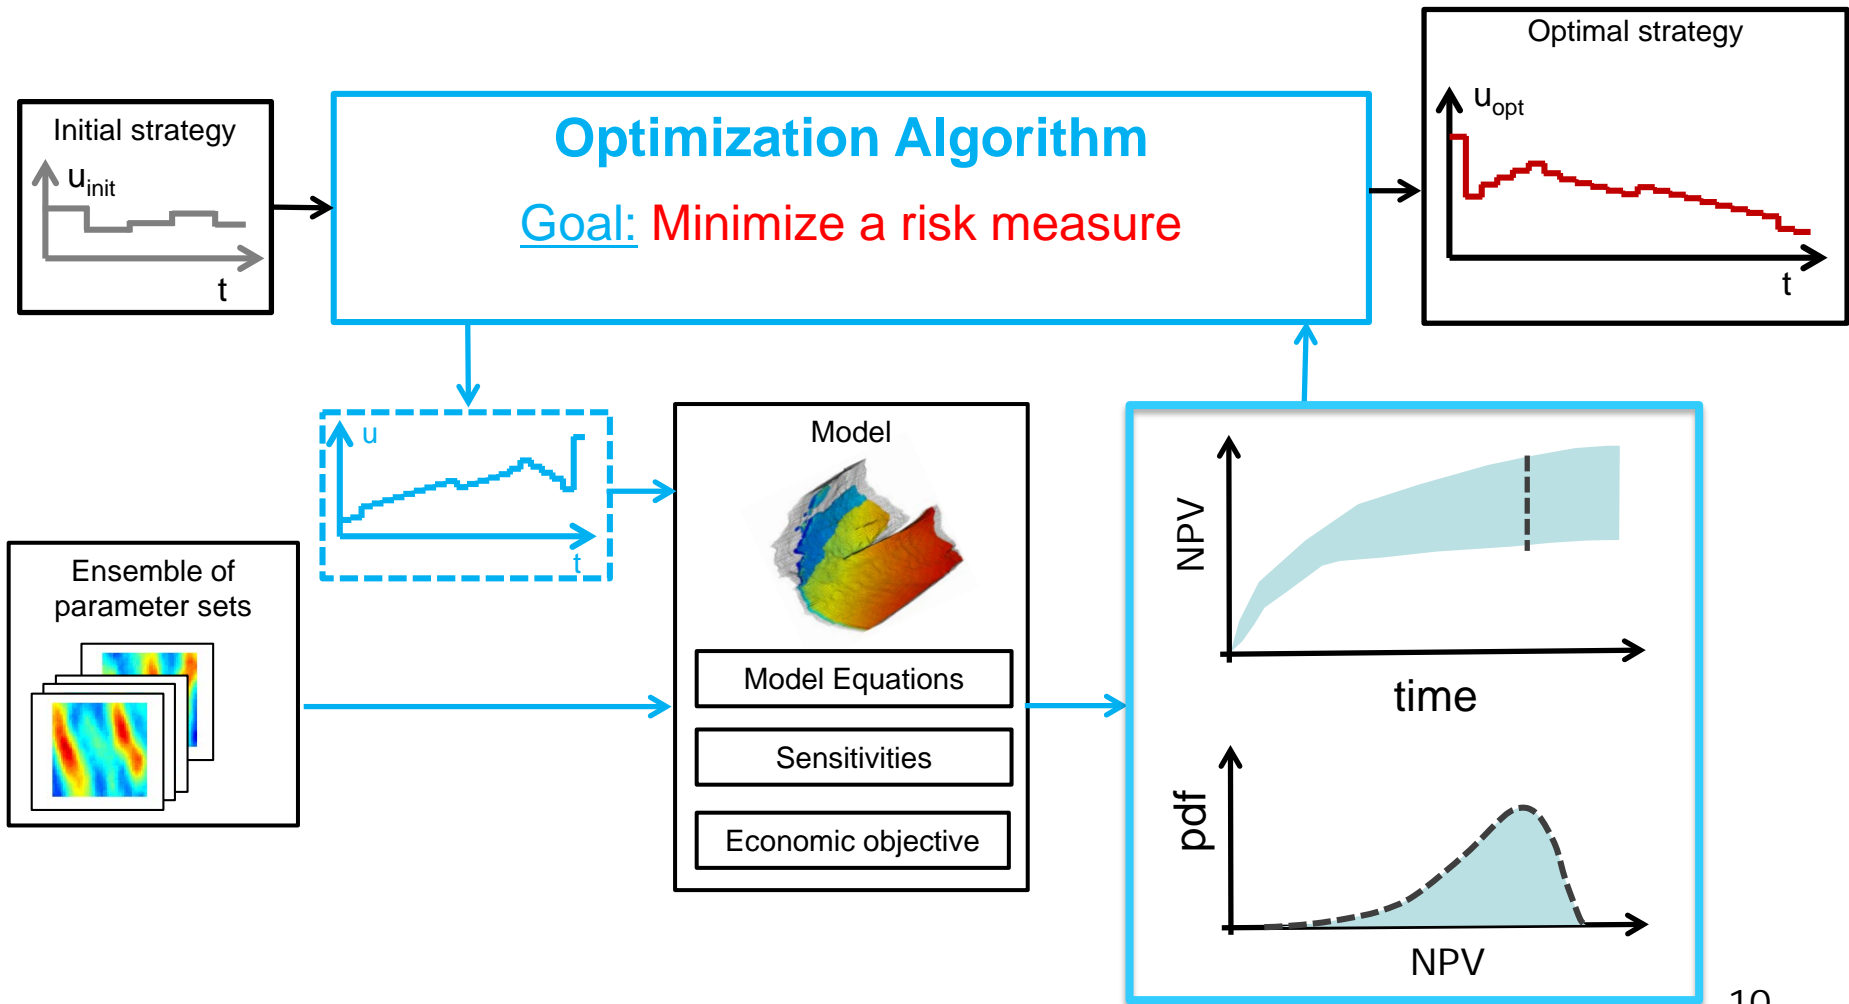 Optimal strategy
u_opt
t
Initial strategy
u_init
t
Optimization Algorithm
Goal: Minimize a risk measure
u
t
Model
Model Equations
Sensitivities
Economic objective
Ensemble of
parameter sets
NPV
time
pdf
NPV
10